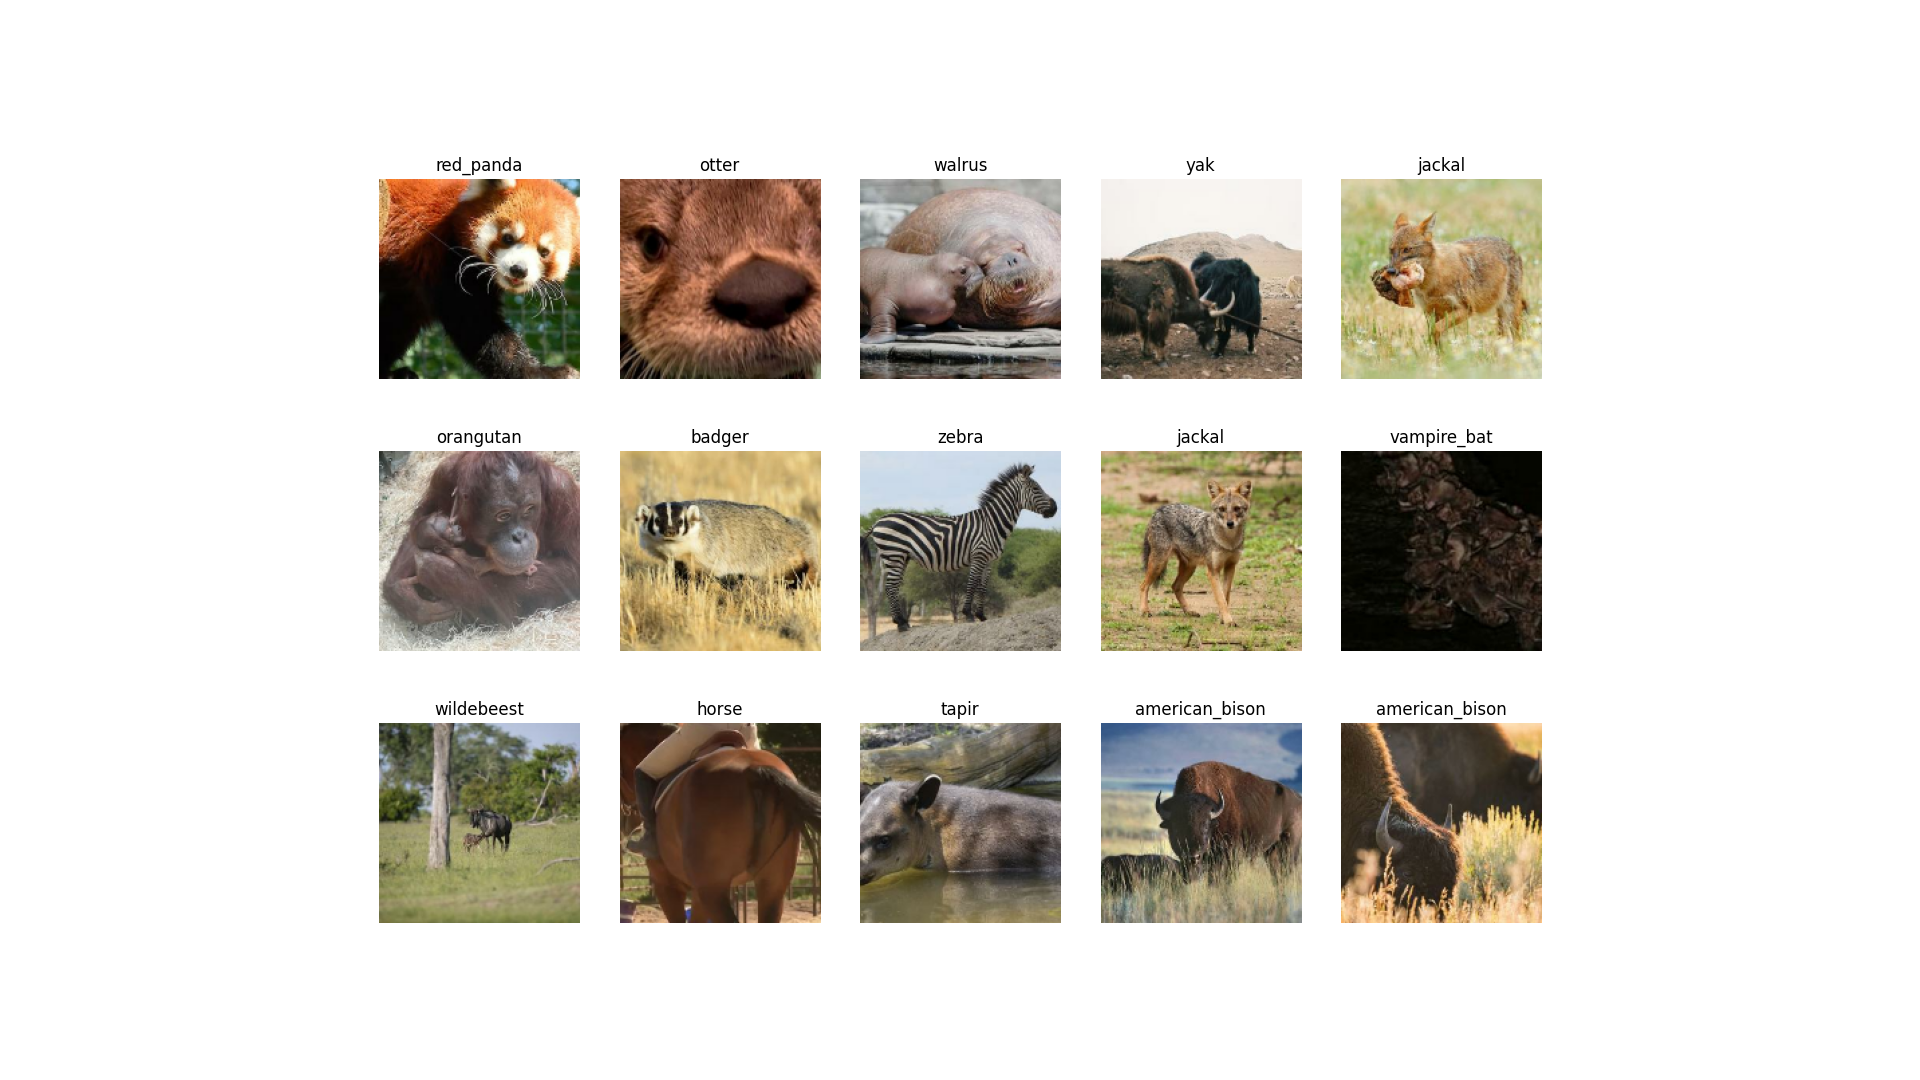 red_panda
otter
walrus
yak
jackal
orangutan
badger
zebra
jackal
vampire_bat
wildebeest
horse
tapir
american_bison
american_bison